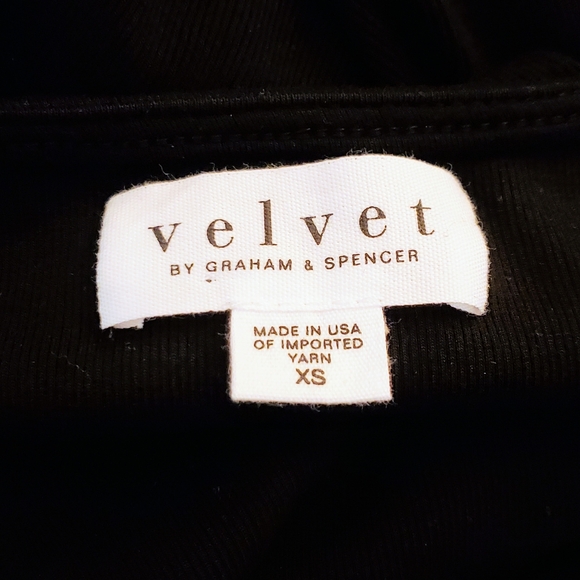 velvet
BY GRAHAM & SPENCER
MADE IN USA
OF IMPORTED
YARN
XS